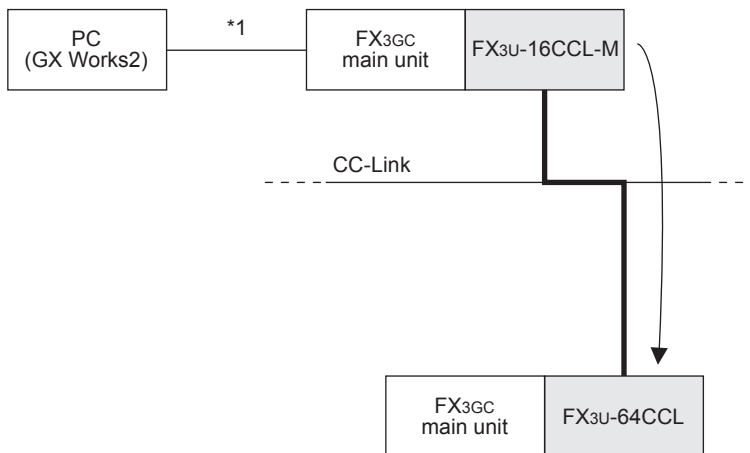 PC
(GX Works2)
*1
FX3GC
main unit
FX3U-16CCL-M
CC-Link
FX3GC
main unit
FX3U-64CCL